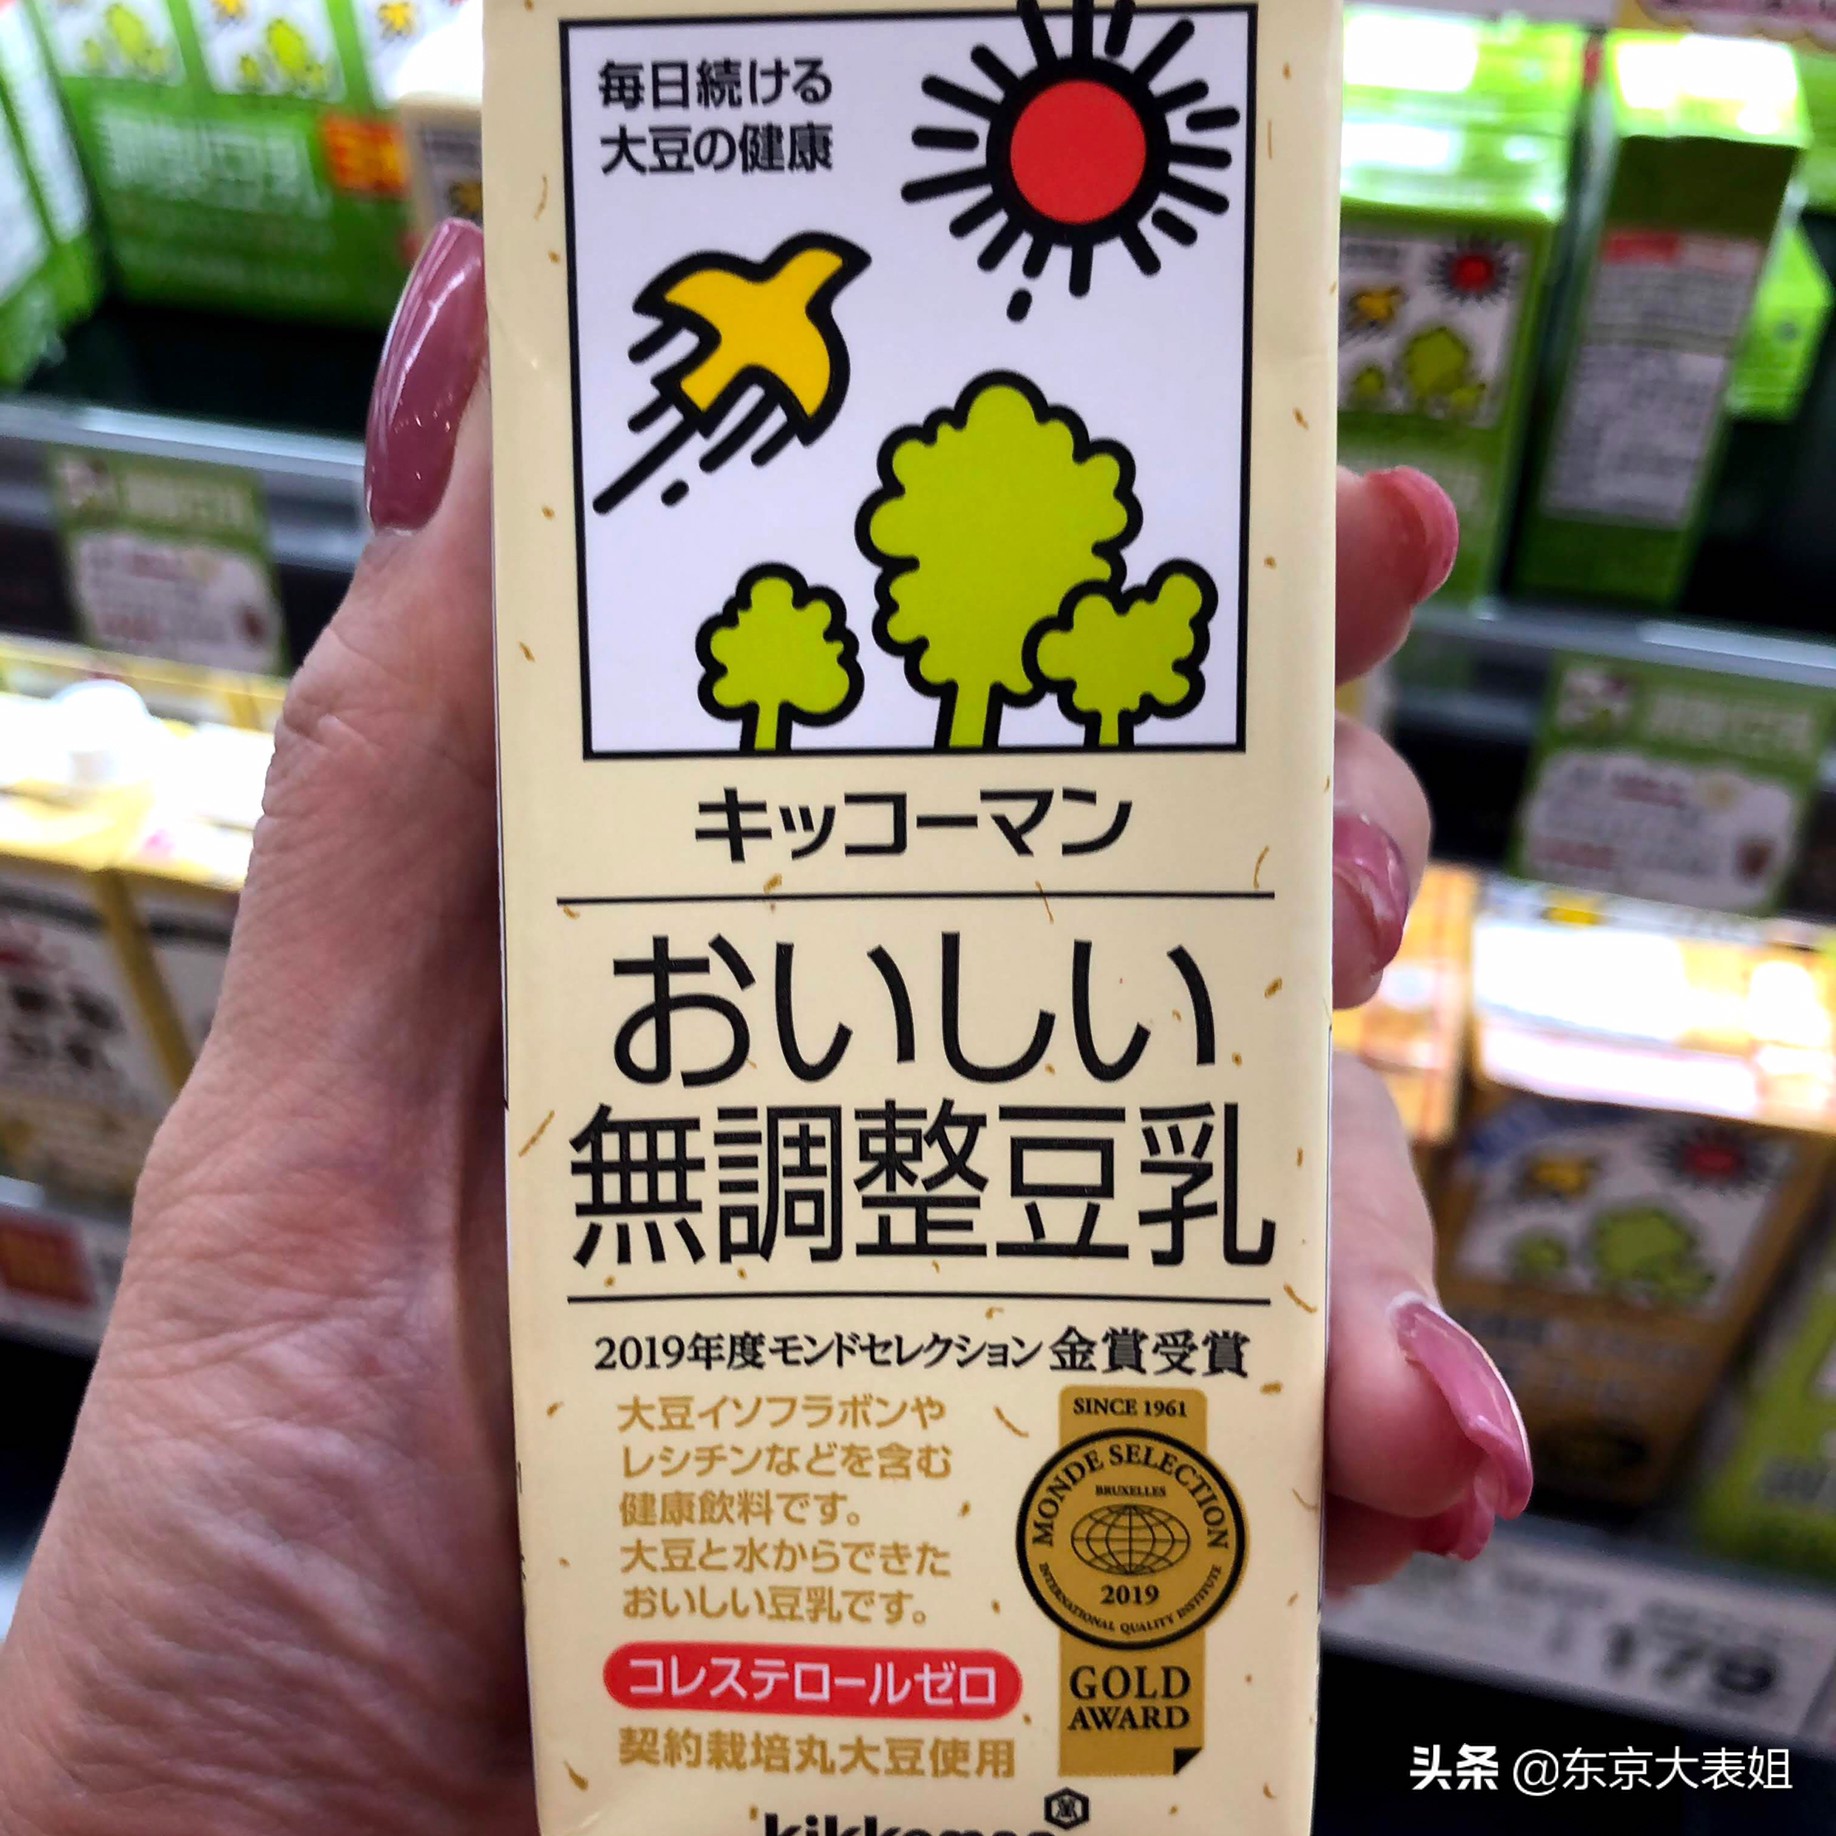 毎日続ける
大豆の健康
キッコーマン
おいしい
無調整豆乳
2019年度モンドセレクション金賞受賞
大豆イソフラボンや
レシチンなどを含む
健康飲料です。
大豆と水からできた
おいしい豆乳です。
コレステロールゼロ
契約栽培丸大豆使用
SINCE 1961
MONDE SELECTION
BRUXELLES
2019
INTERNATIONAL QUALITY INSTITUTE
GOLD
AWARD
179
头条 @东京大表姐